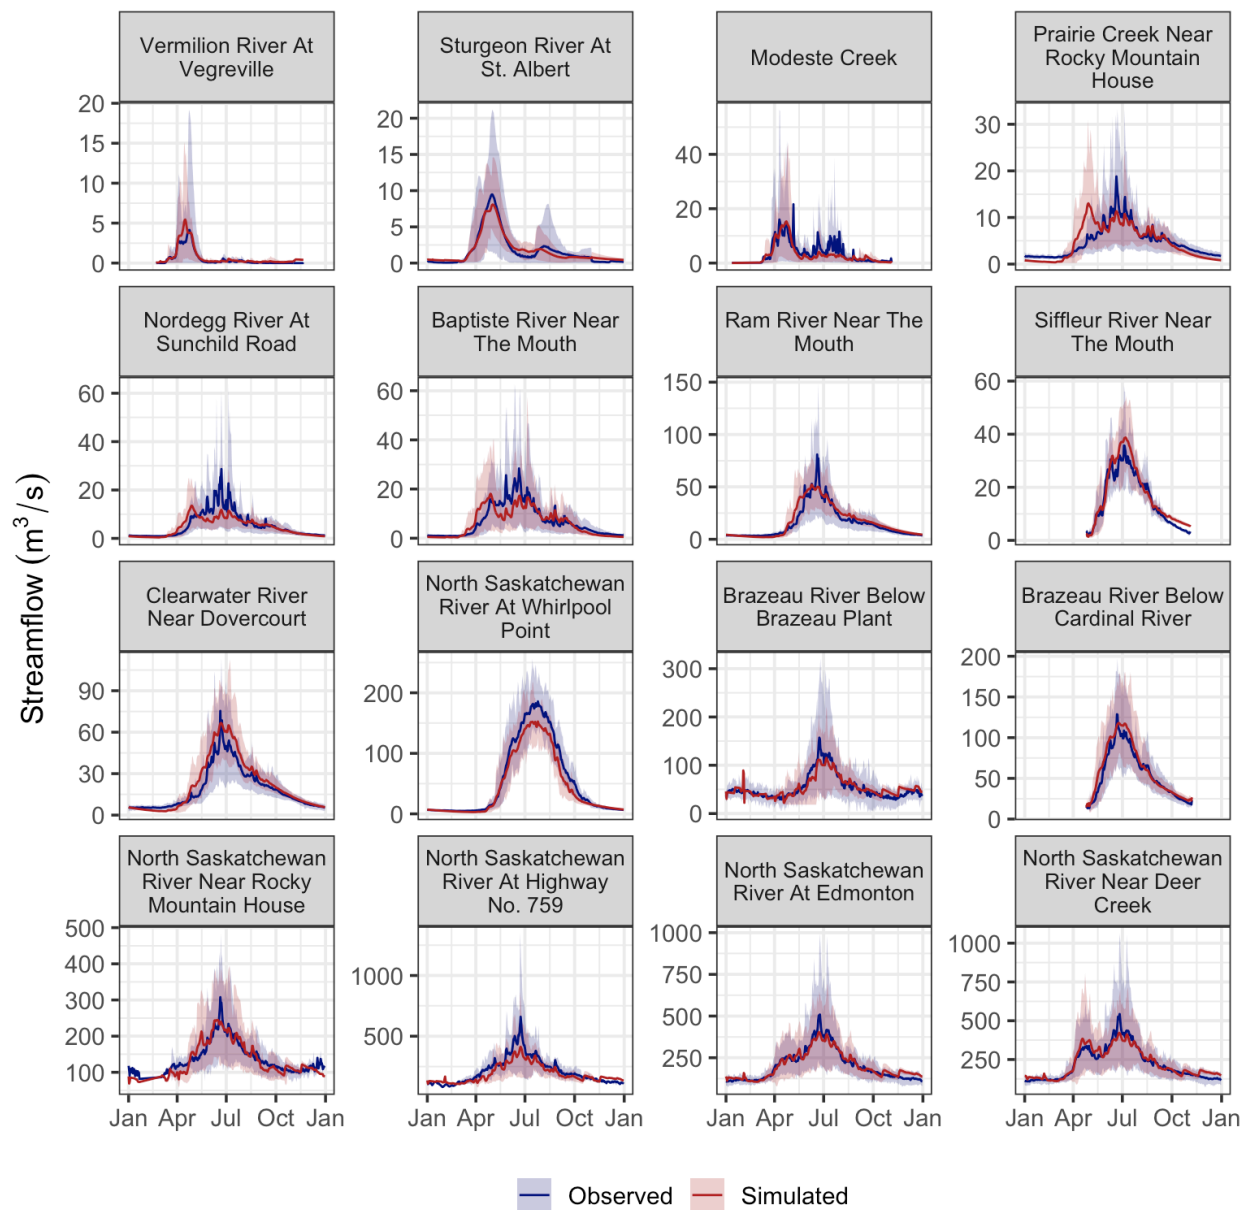 Vermilion River At
Vegreville
Sturgeon River At
St. Albert
Modeste Creek
Prairie Creek Near
Rocky Mountain
House
20
15
10
5
0
20
15
10
5
0
40
20
0
30
20
10
0
Nordegg River At
Sunchild Road
Baptiste River Near
The Mouth
Ram River Near The
Mouth
Siffleur River Near
The Mouth
60
40
20
0
60
40
20
0
150
100
50
0
60
40
20
0
Streamflow (m³/s)
Clearwater River
Near Dovercourt
North Saskatchewan
River At Whirlpool
Point
Brazeau River Below
Brazeau Plant
Brazeau River Below
Cardinal River
90
60
30
0
200
100
0
300
200
100
0
200
150
100
50
0
North Saskatchewan
River Near Rocky
Mountain House
North Saskatchewan
River At Highway
No. 759
North Saskatchewan
River At Edmonton
North Saskatchewan
River Near Deer
Creek
500
400
300
200
100
1000
500
1000
750
500
250
1000
750
500
250
Jan Apr Jul Oct Jan
Jan Apr Jul Oct Jan
Jan Apr Jul Oct Jan
Jan Apr Jul Oct Jan
Observed Simulated